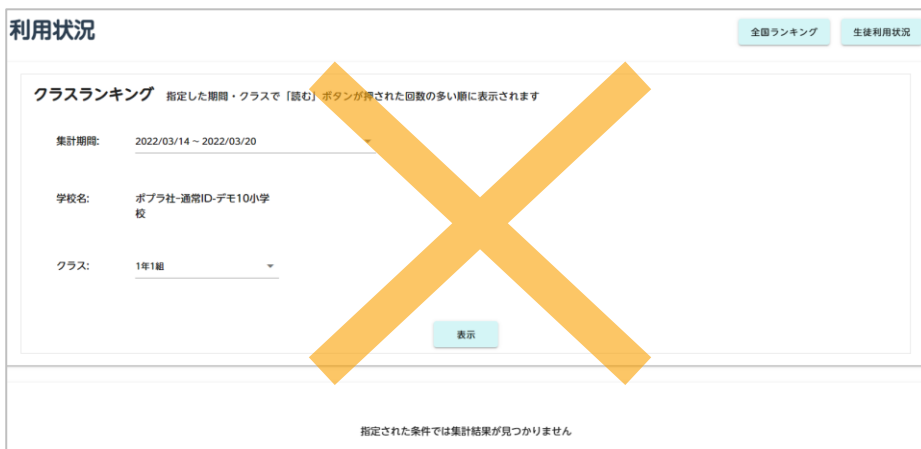 利用状況
全国ランキング
生徒利用状況
クラスランキング 指定した期間・クラスで「読む」ボタンが押された回数の多い順に表示されます
集計期間: 2022/03/14 ~ 2022/03/20
学校名: ポプラ社-通常ID-デモ10小学
校
クラス: 1年1組
表示
指定された条件では集計結果が見つかりません